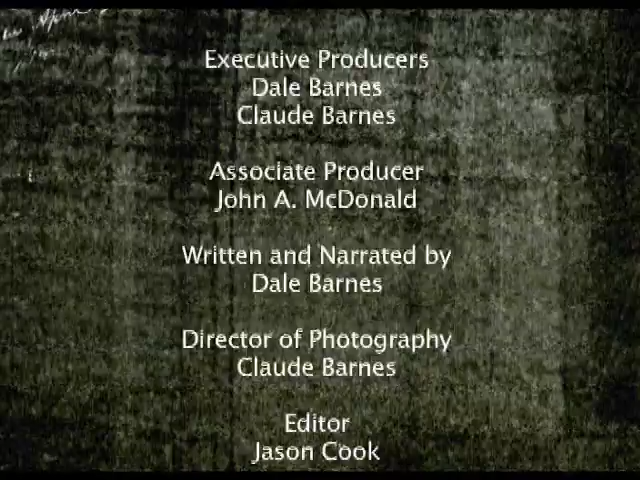 Executive Producers
Dale Barnes
Claude Barnes
Associate Producer
John A. McDonald
Written and Narrated by
Dale Barnes
Director of Photography
Claude Barnes
Editor
Jason Cook